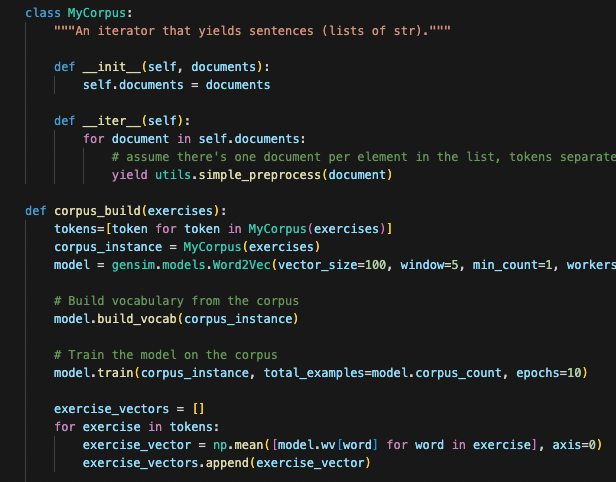 class MyCorpus:
"""An iterator that yields sentences (lists of str)."""
def __init__(self, documents):
self.documents = documents
def __iter__(self):
for document in self.documents:
# assume there's one document per element in the list, tokens separate
yield utils.simple_preprocess(document)
def corpus_build(exercises):
tokens=[token for token in MyCorpus(exercises)]
corpus_instance = MyCorpus(exercises)
model = gensim.models.Word2Vec(vector_size=100, window=5, min_count=1, workers
# Build vocabulary from the corpus
model.build_vocab(corpus_instance)
# Train the model on the corpus
model.train(corpus_instance, total_examples=model.corpus_count, epochs=10)
exercise_vectors = []
for exercise in tokens:
exercise_vector = np.mean([model.wv[word] for word in exercise], axis=0)
exercise_vectors.append(exercise_vector)